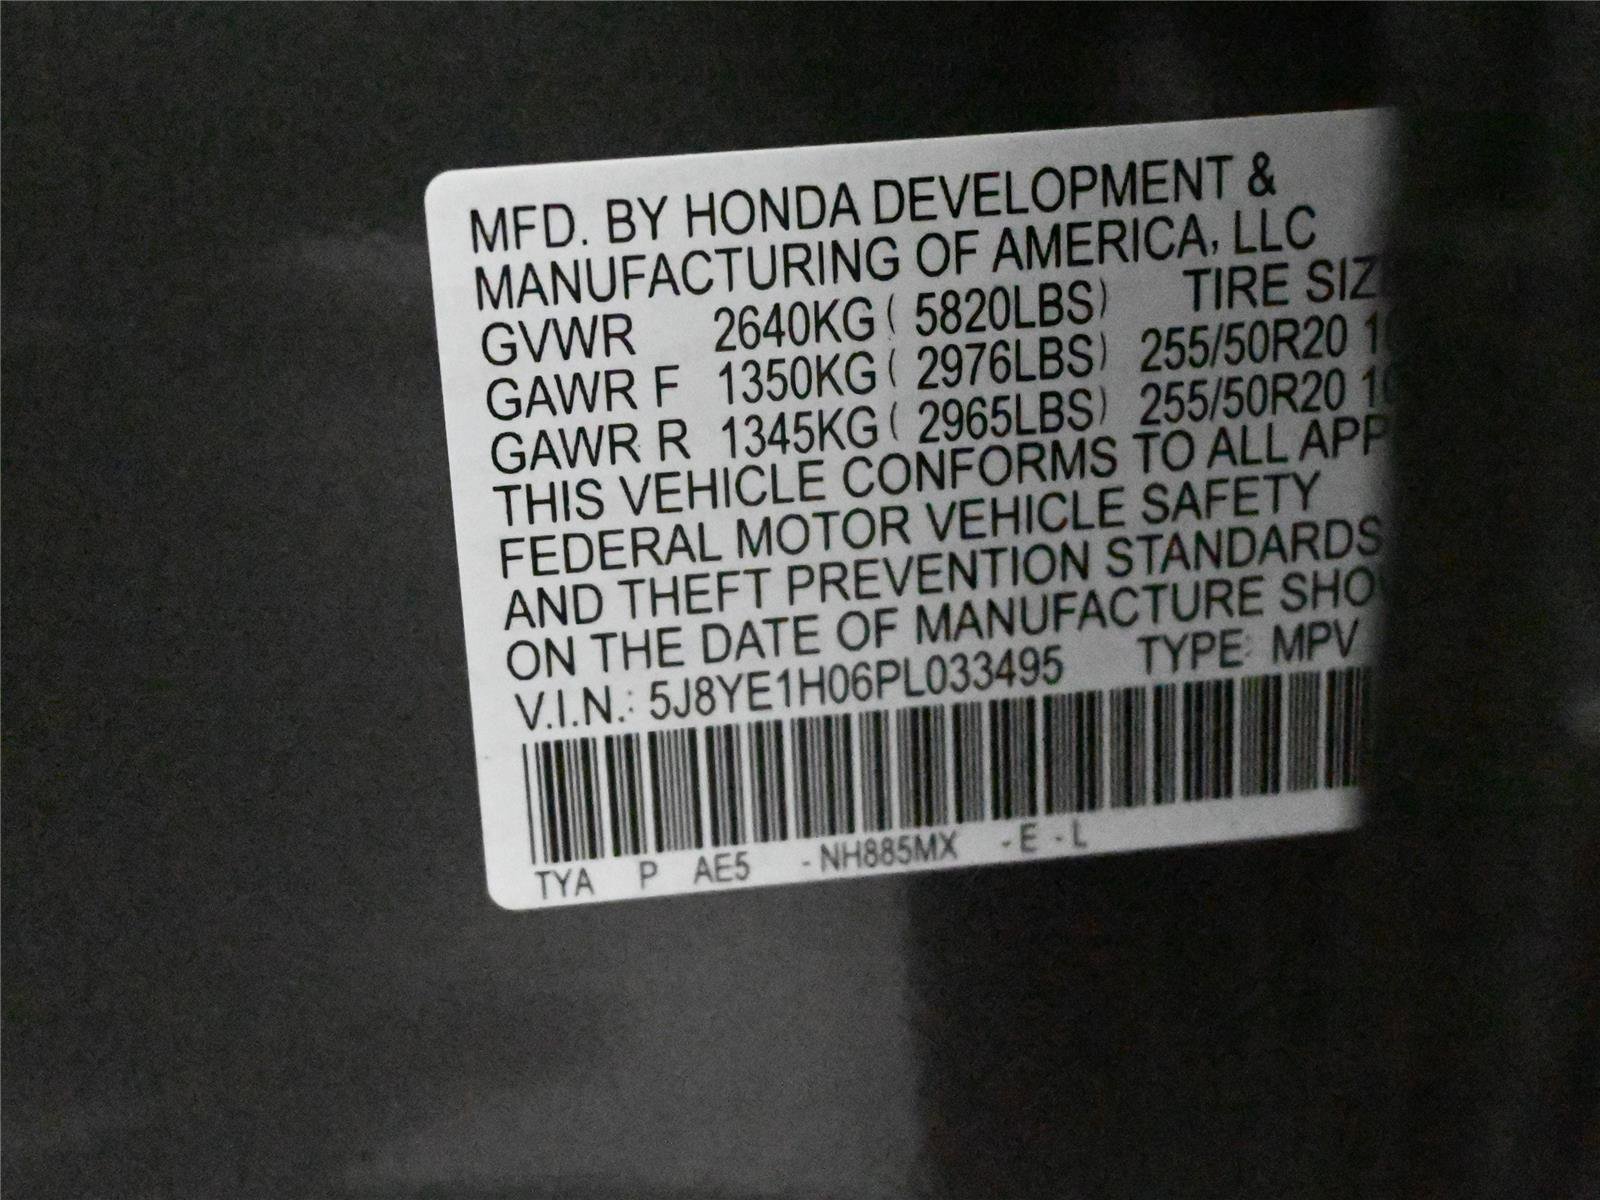 MFD. BY HONDA DEVELOPMENT &
MANUFACTURING OF AMERICA, LLC
GVWR 2640KG ( 5820LBS) TIRE SIZ
GAWR F 1350KG ( 2976LBS) 255/50R20 10
GAWR R 1345KG ( 2965LBS) 255/50R20 10
THIS VEHICLE CONFORMS TO ALL APP
FEDERAL MOTOR VEHICLE SAFETY
AND THEFT PREVENTION STANDARDS
ON THE DATE OF MANUFACTURE SHO
V.I.N.: 5J8YE1H06PL033495 TYPE: MPV
TYA P AE5 - NH885MX - E - L